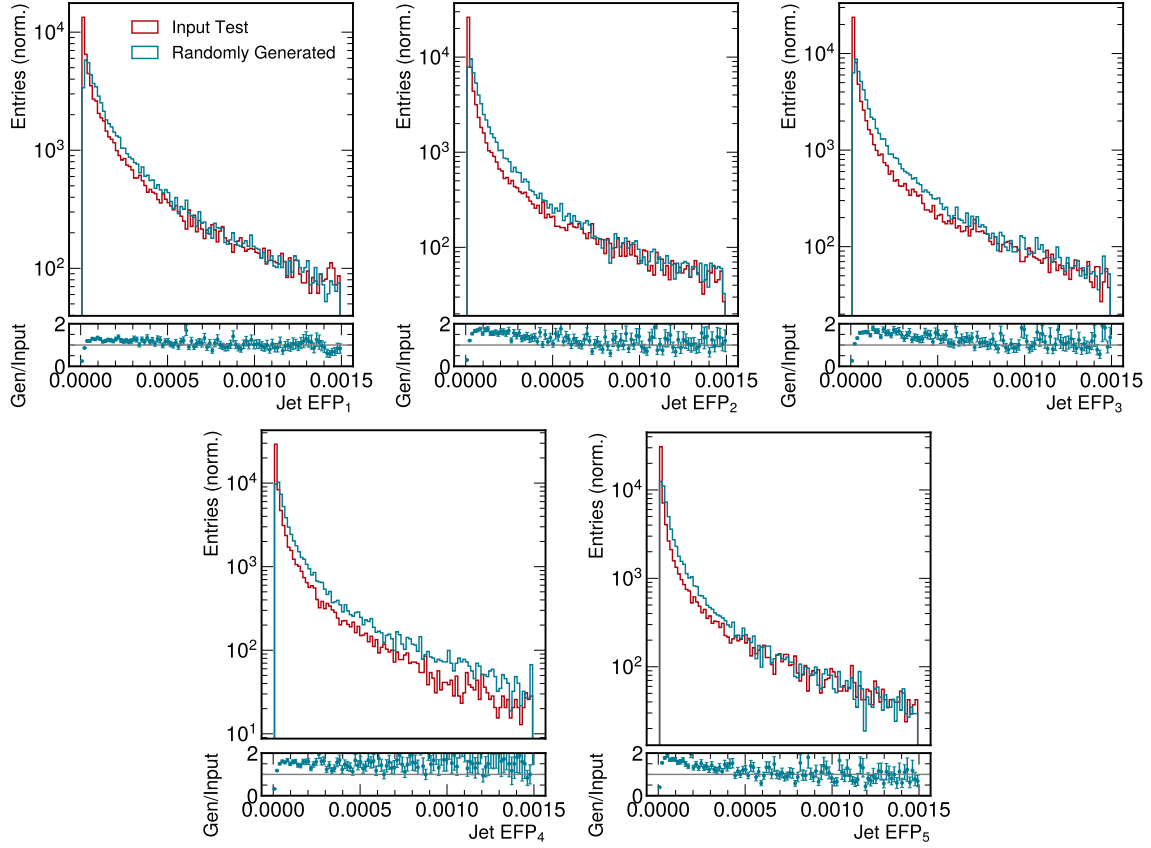 Input Test
Randomly Generated
Entries (norm.)
10⁴
10³
10²
Gen/Input
2
0
0.0000 0.0005 0.0010 0.0015
Jet EFP₁
Entries (norm.)
10⁴
10³
10²
Gen/Input
2
0
0.0000 0.0005 0.0010 0.0015
Jet EFP₂
Entries (norm.)
10⁴
10³
10²
Gen/Input
2
0
0.0000 0.0005 0.0010 0.0015
Jet EFP₃
Entries (norm.)
10⁴
10³
10²
10¹
Gen/Input
2
0
0.0000 0.0005 0.0010 0.0015
Jet EFP₄
Entries (norm.)
10⁴
10³
10²
Gen/Input
2
0
0.0000 0.0005 0.0010 0.0015
Jet EFP₅